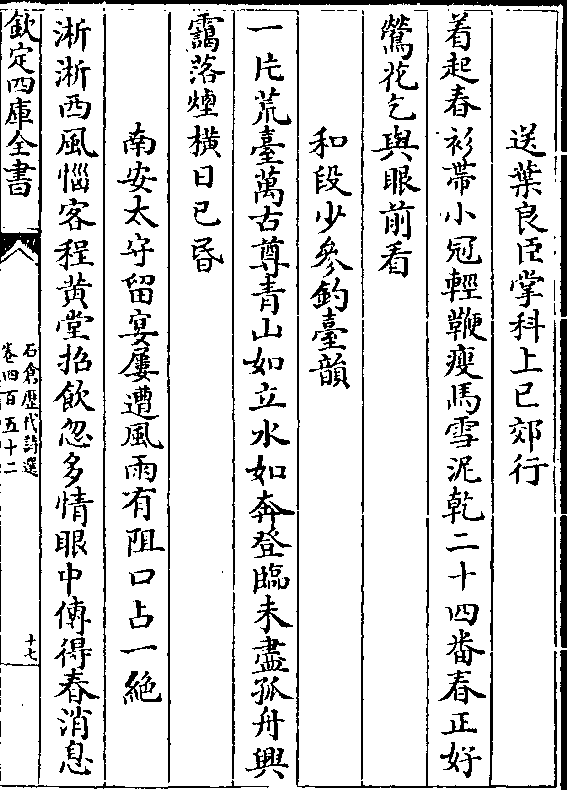 送葉良臣掌科上巳郊行
着起春衫帶小冠輕鞭瘦馬雪泥乾二十四番春正好
鶯花乞與眼前看
和段少參釣臺韻
一片荒臺萬古尊青山如立水如奔登臨未盡孤舟興
靄落煙橫日已昏
南安太守留宴屢遭風雨有阻口占一絶
淅淅西風惱客程黄堂招飲忽多情眼中傳得春消息
欽定四庫全書
石倉歴代詩選
卷四百五十二
十七